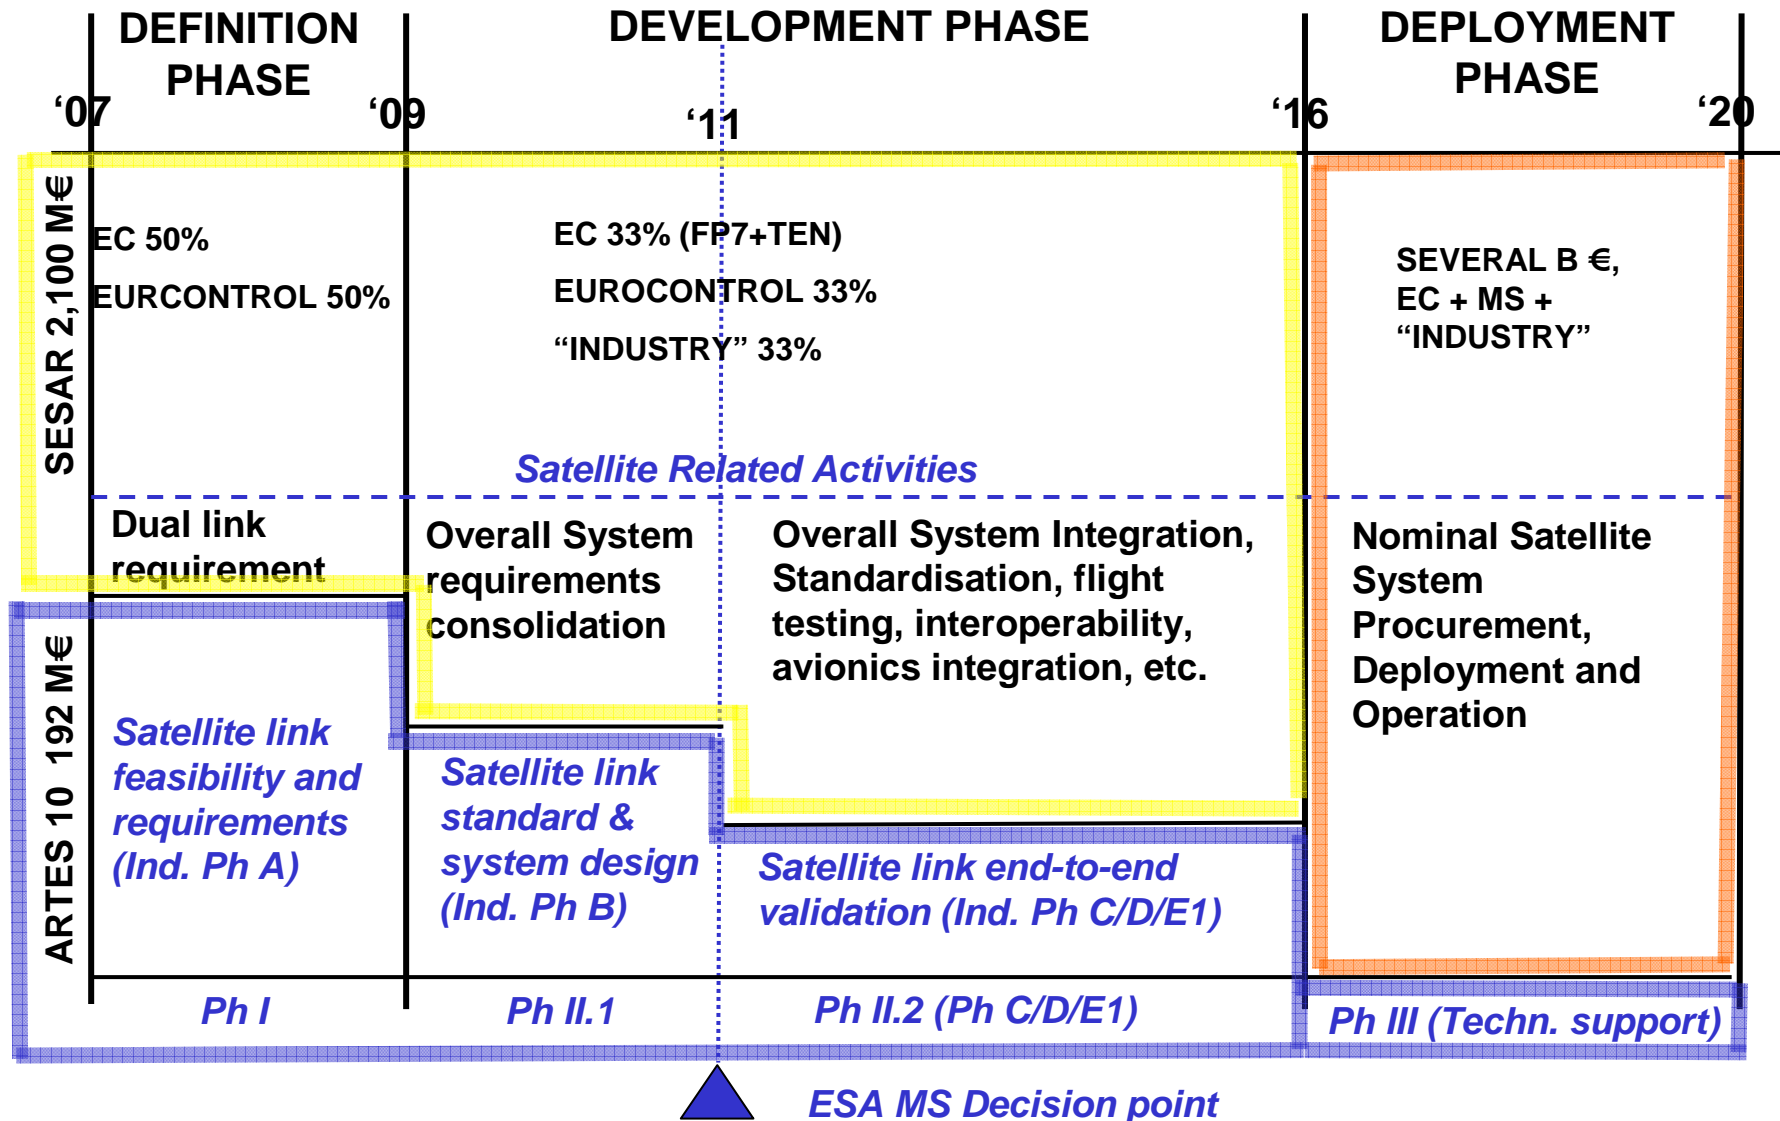 DEFINITION
PHASE
DEVELOPMENT PHASE
DEPLOYMENT
PHASE
‘07
‘09
‘11
‘16
‘20
SESAR 2,100 M€
EC 50%
EURCONTROL 50%
EC 33% (FP7+TEN)
EUROCONTROL 33%
“INDUSTRY” 33%
SEVERAL B €,
EC + MS +
“INDUSTRY”
Satellite Related Activities
Dual link
requirement
Overall System
requirements
consolidation
Overall System Integration,
Standardisation, flight
testing, interoperability,
avionics integration, etc.
Nominal Satellite
System
Procurement,
Deployment and
Operation
ARTES 10 192 M€
Satellite link
feasibility and
requirements
(Ind. Ph A)
Satellite link
standard &
system design
(Ind. Ph B)
Satellite link end-to-end
validation (Ind. Ph C/D/E1)
Ph I
Ph II.1
Ph II.2 (Ph C/D/E1)
Ph III (Techn. support)
ESA MS Decision point